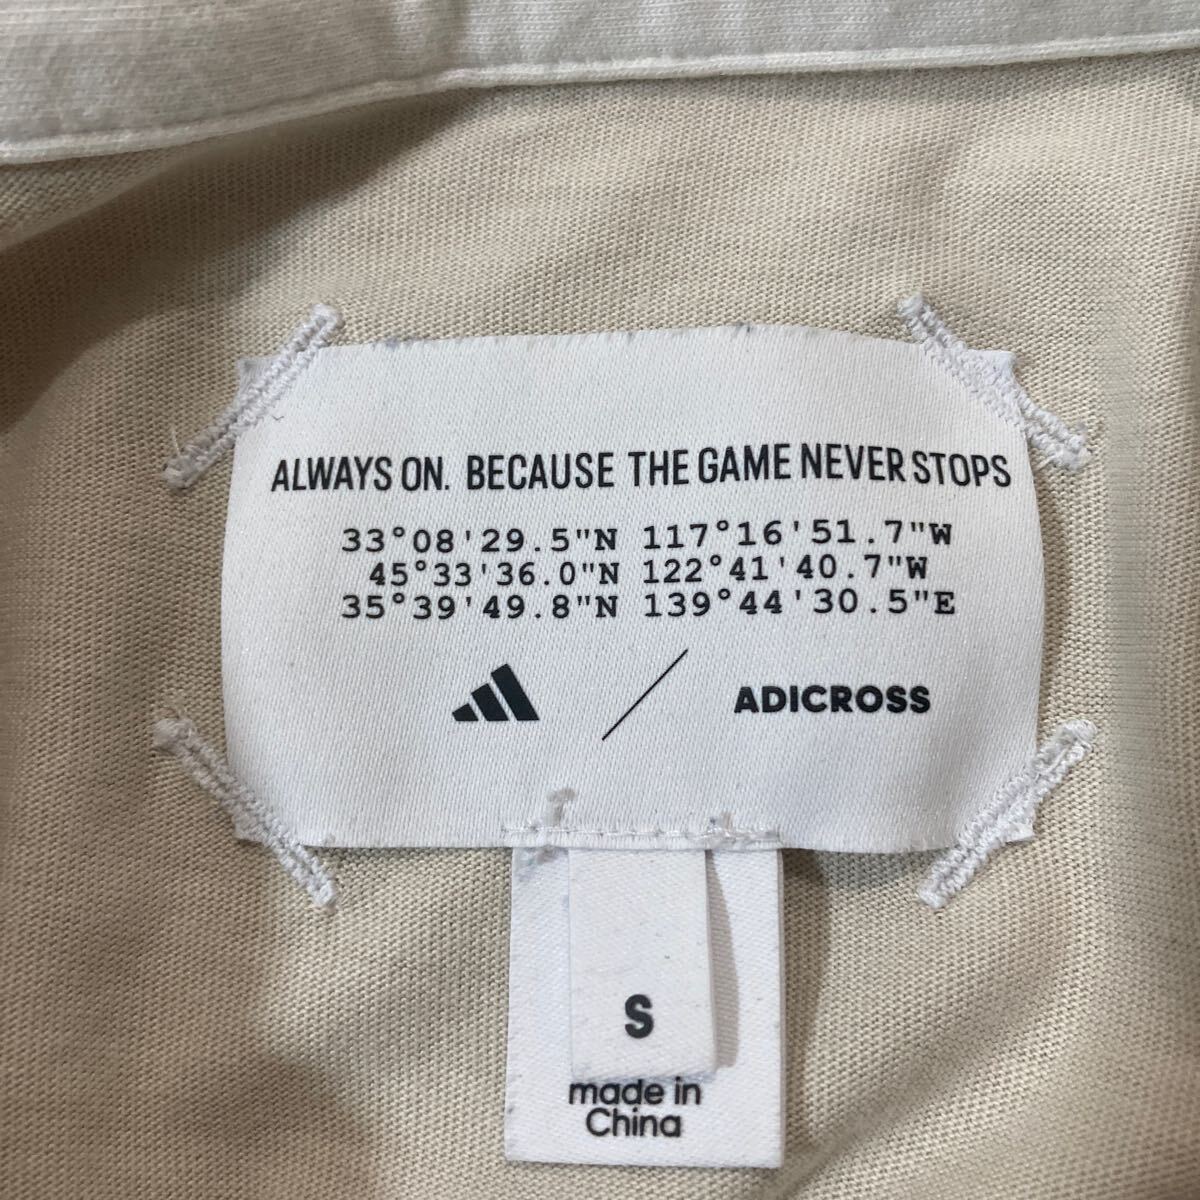 ALWAYS ON. BECAUSE THE GAME NEVER STOPS
33°08'29.5"N 117°16'51.7"W
45°33'36.0"N 122°41'40.7"W
35°39'49.8"N 139°44'30.5"E
ADICROSS
S
made in
China